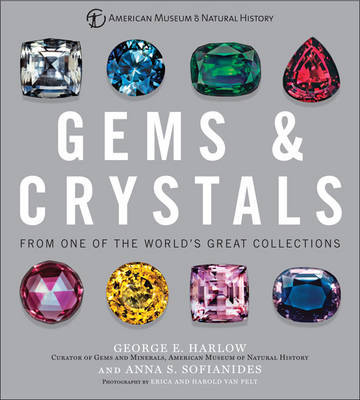 AMERICAN MUSEUM & NATURAL HISTORY
GEMS &
CRYSTALS
FROM ONE OF THE WORLD'S GREAT COLLECTIONS
GEORGE E. HARLOW
CURATOR OF GEMS AND MINERALS, AMERICAN MUSEUM OF NATURAL HISTORY
AND ANNA S. SOFIANIDES
PHOTOGRAPHY BY ERICA AND HAROLD VAN PELT